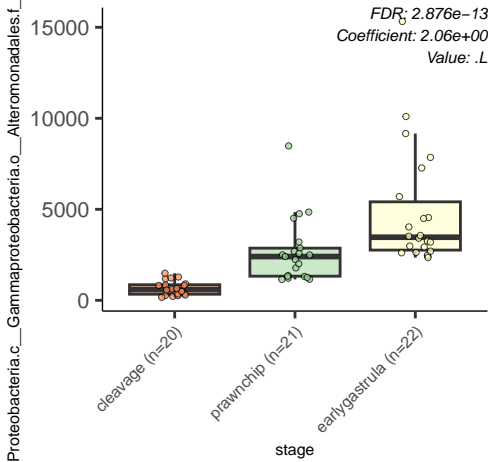 FDR: 2.876e−13
Coefficient: 2.06e+00
Value: .L
Proteobacteria.c__Gammaproteobacteria.o__Alteromonadales.f_
15000
10000
5000
0
cleavage (n=20)
prawnchip (n=21)
earlygastrula (n=22)
stage